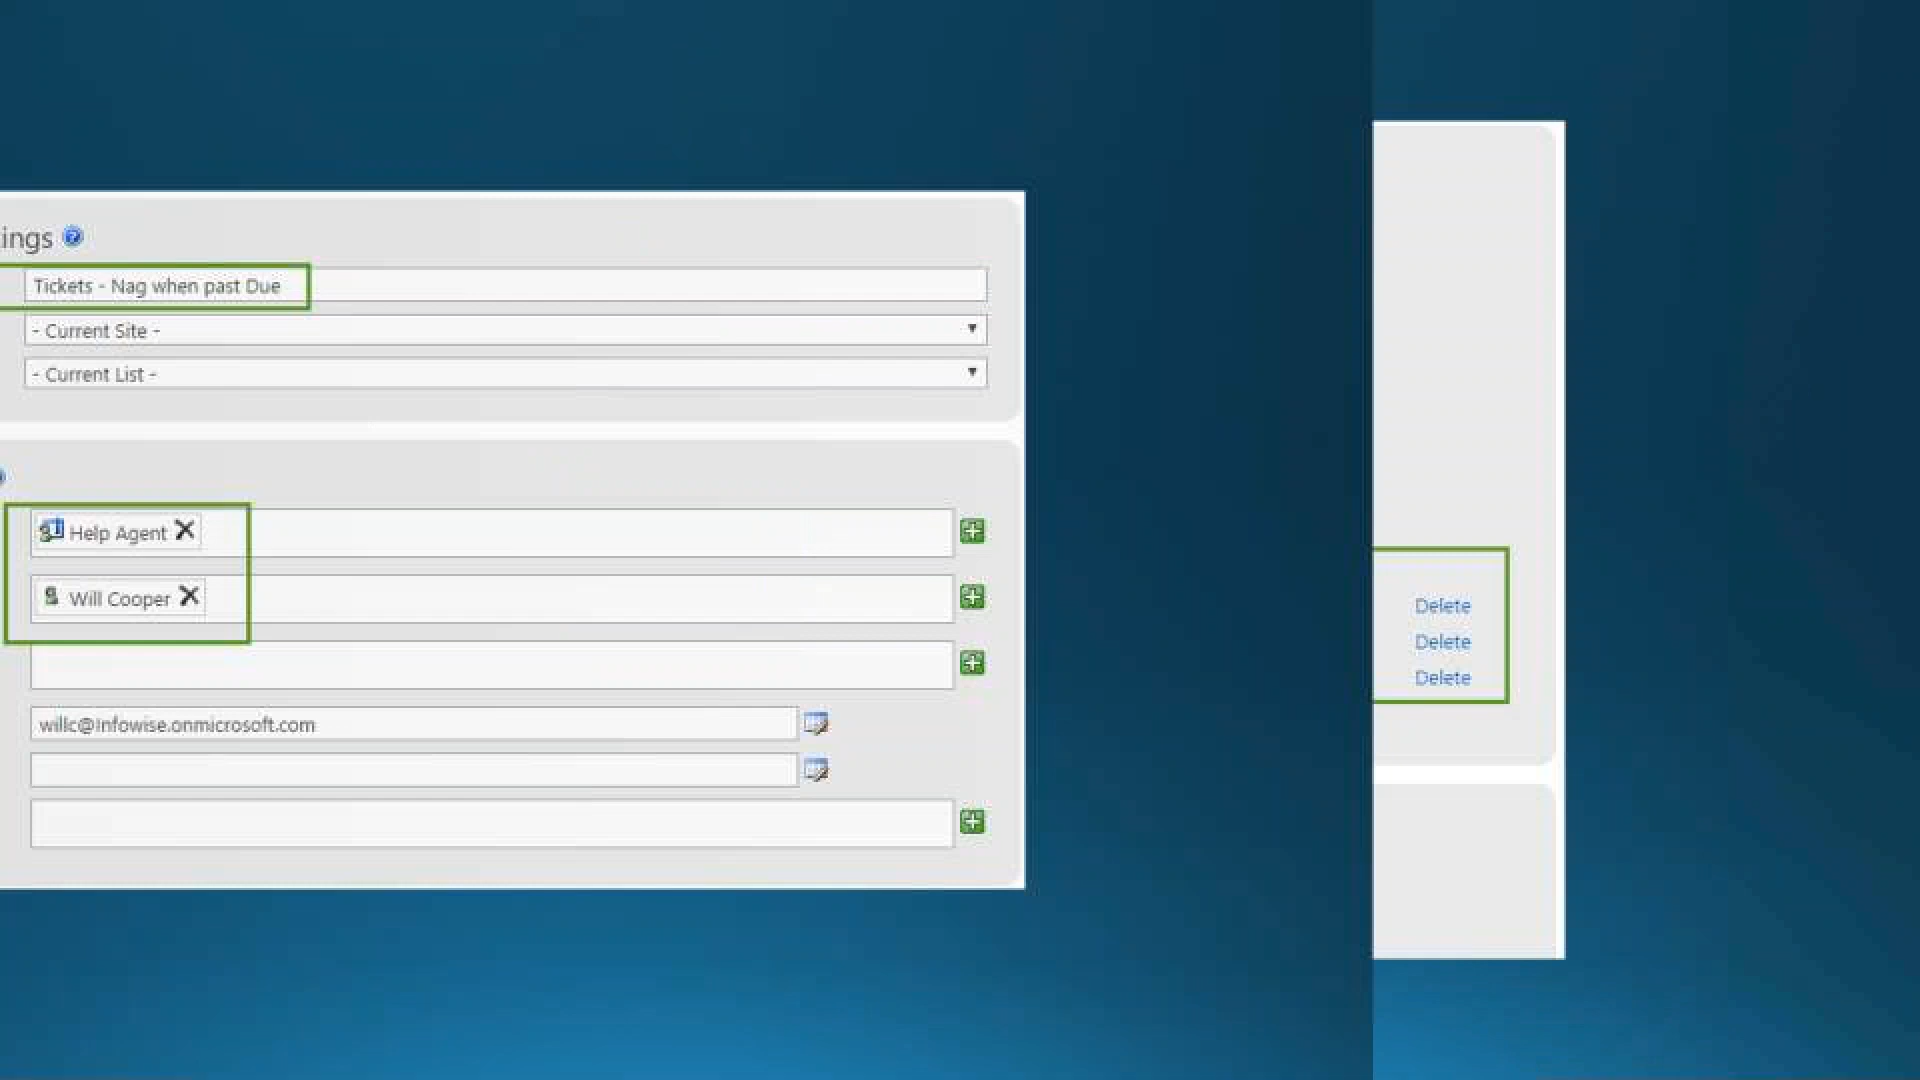 ings
Tickets - Nag when past Due
- Current Site -
- Current List -
Help Agent
Will Cooper
willc@infowise.onmicrosoft.com
Delete
Delete
Delete